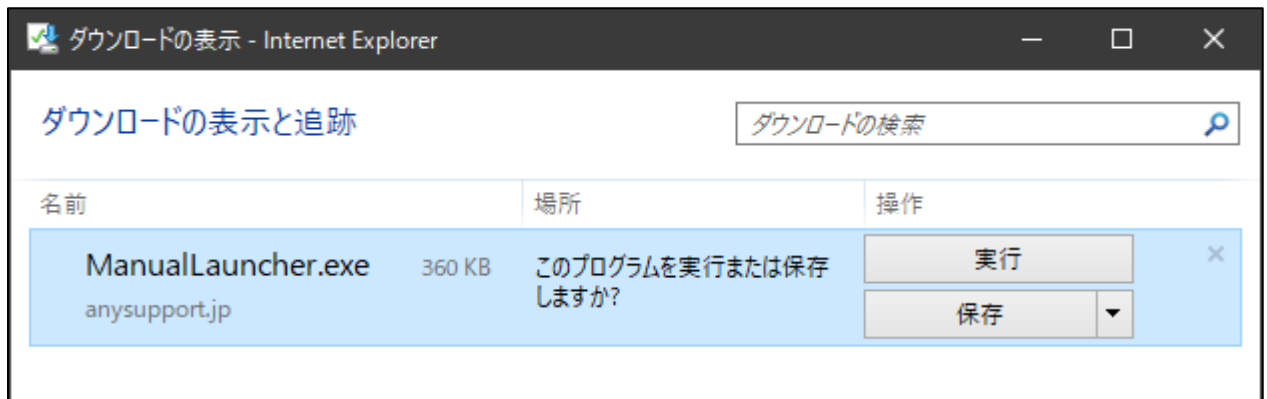 ダウンロードの表示 - Internet Explorer
ダウンロードの表示と追跡
ダウンロードの検索
名前 場所 操作
ManualLauncher.exe 360 KB このプログラムを実行または保存 実行
anysupport.jp しますか? 保存